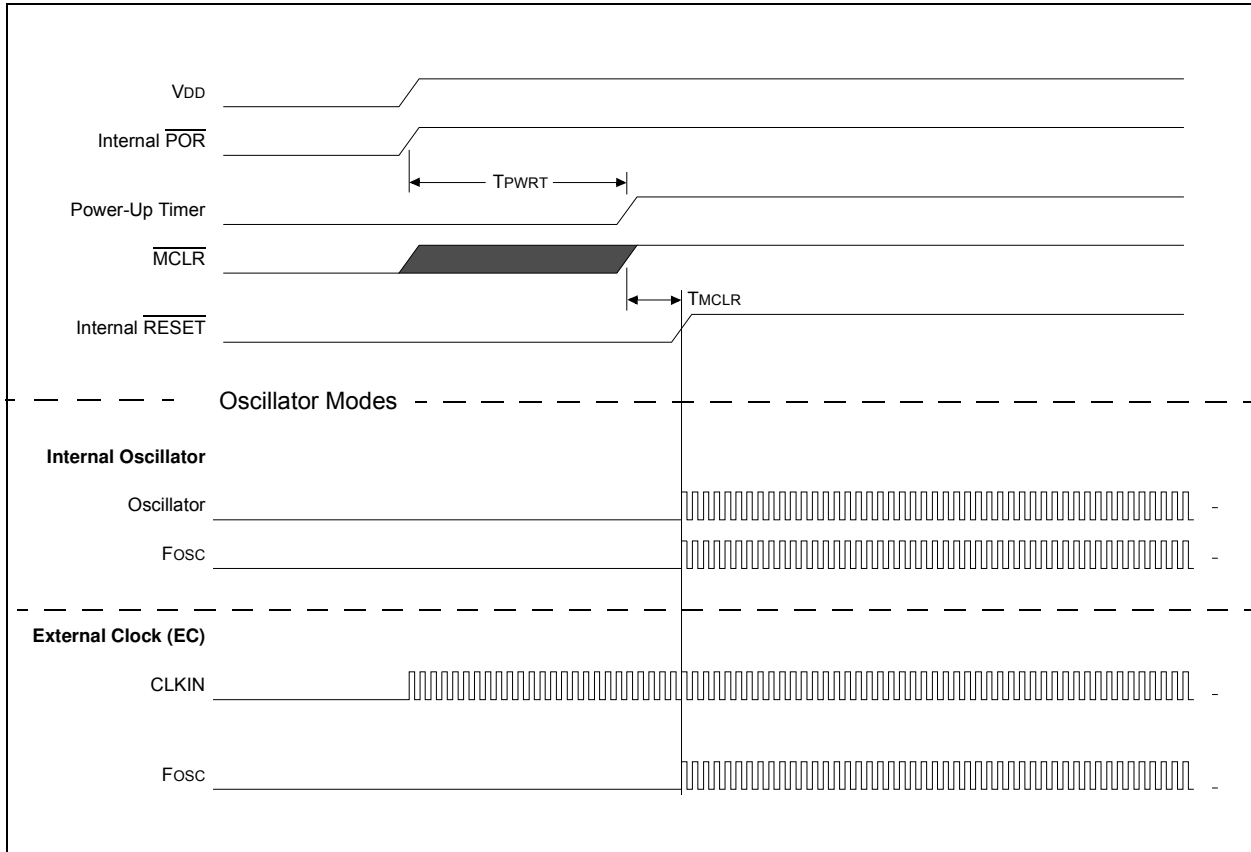 VDD
Internal POR
TPWRT
Power-Up Timer
MCLR
TMCLR
Internal RESET
Oscillator Modes
Internal Oscillator
Oscillator
FOSC
External Clock (EC)
CLKIN
FOSC